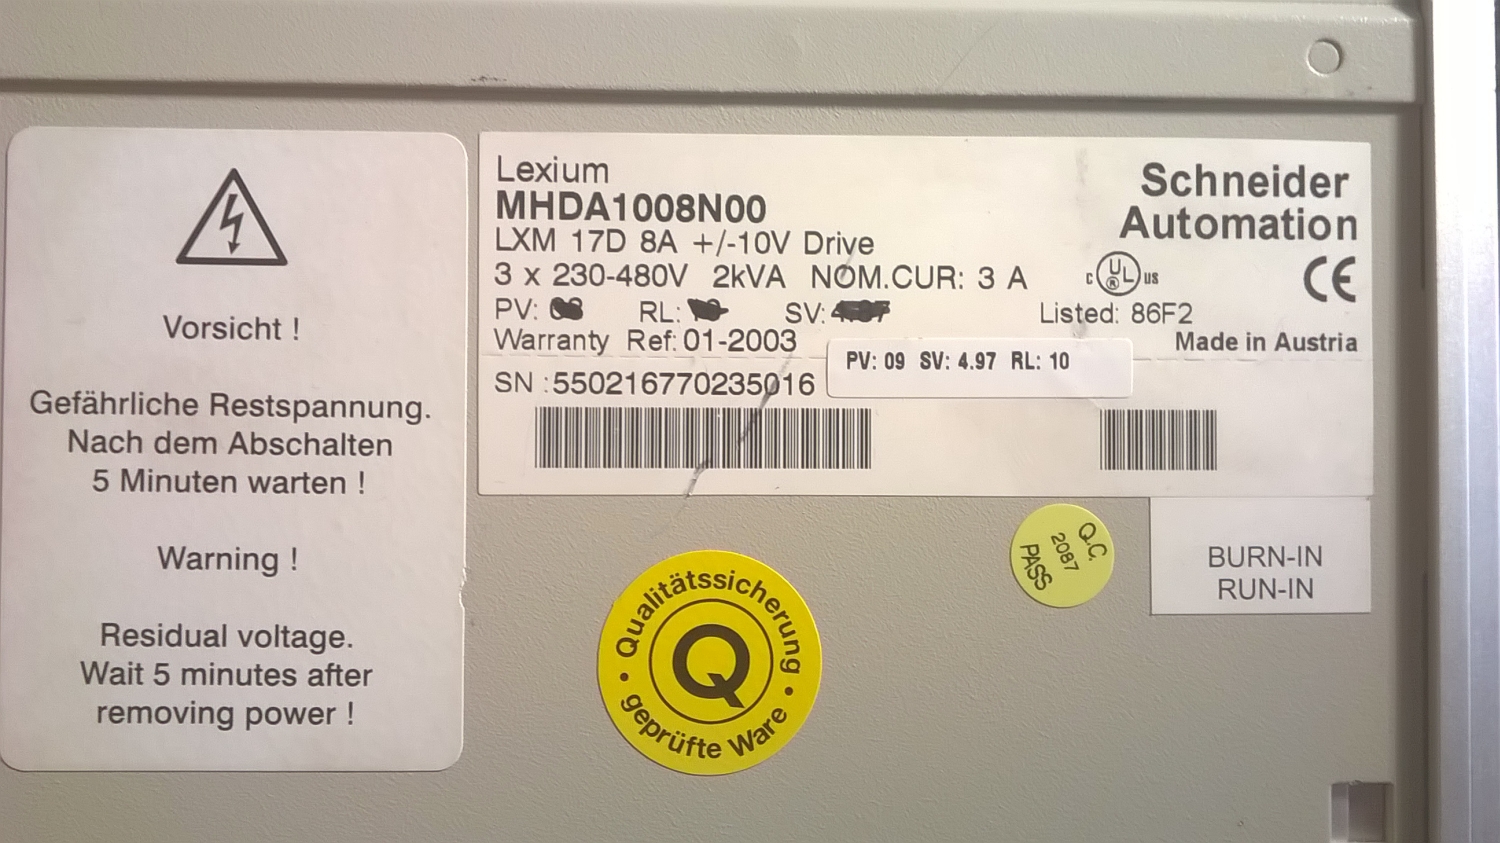 Vorsicht !
Gefährliche Restspannung.
Nach dem Abschalten
5 Minuten warten !
Warning !
Residual voltage.
Wait 5 minutes after
removing power !
Lexium
MHDA1008N00
LXM 17D 8A +/-10V Drive
3 x 230-480V 2kVA NOM.CUR: 3 A
PV: RL: SV:
Warranty Ref: 01-2003
SN :550216770235016
PV: 09 SV: 4.97 RL: 10
Schneider
Automation
c UL ® us CE
Listed: 86F2
Made in Austria
Q.C.
2087
PASS
BURN-IN
RUN-IN
Qualitätssicherung
Q
geprüfte Ware